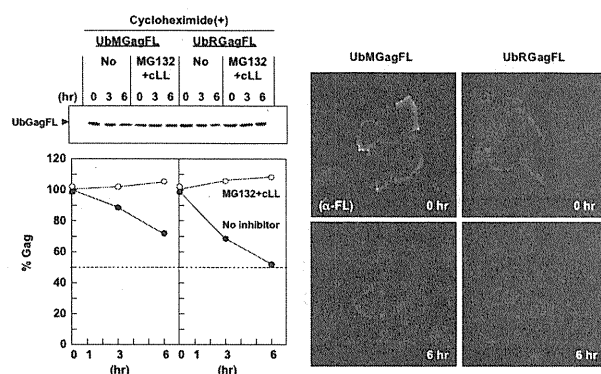 Cycloheximide(+)
UbMGagFL UbRGagFL
No MG132 +cLL No MG132 +cLL
(hr) 0 3 6 0 3 6 0 3 6 0 3 6
UbGagFL
120
100
80
60
40
20
0
% Gag
MG132+cLL
No inhibitor
0 1 3 6 0 1 3 6
(hr) (hr)
UbMGagFL UbRGagFL
(α-FL) 0 hr 0 hr
6 hr 6 hr